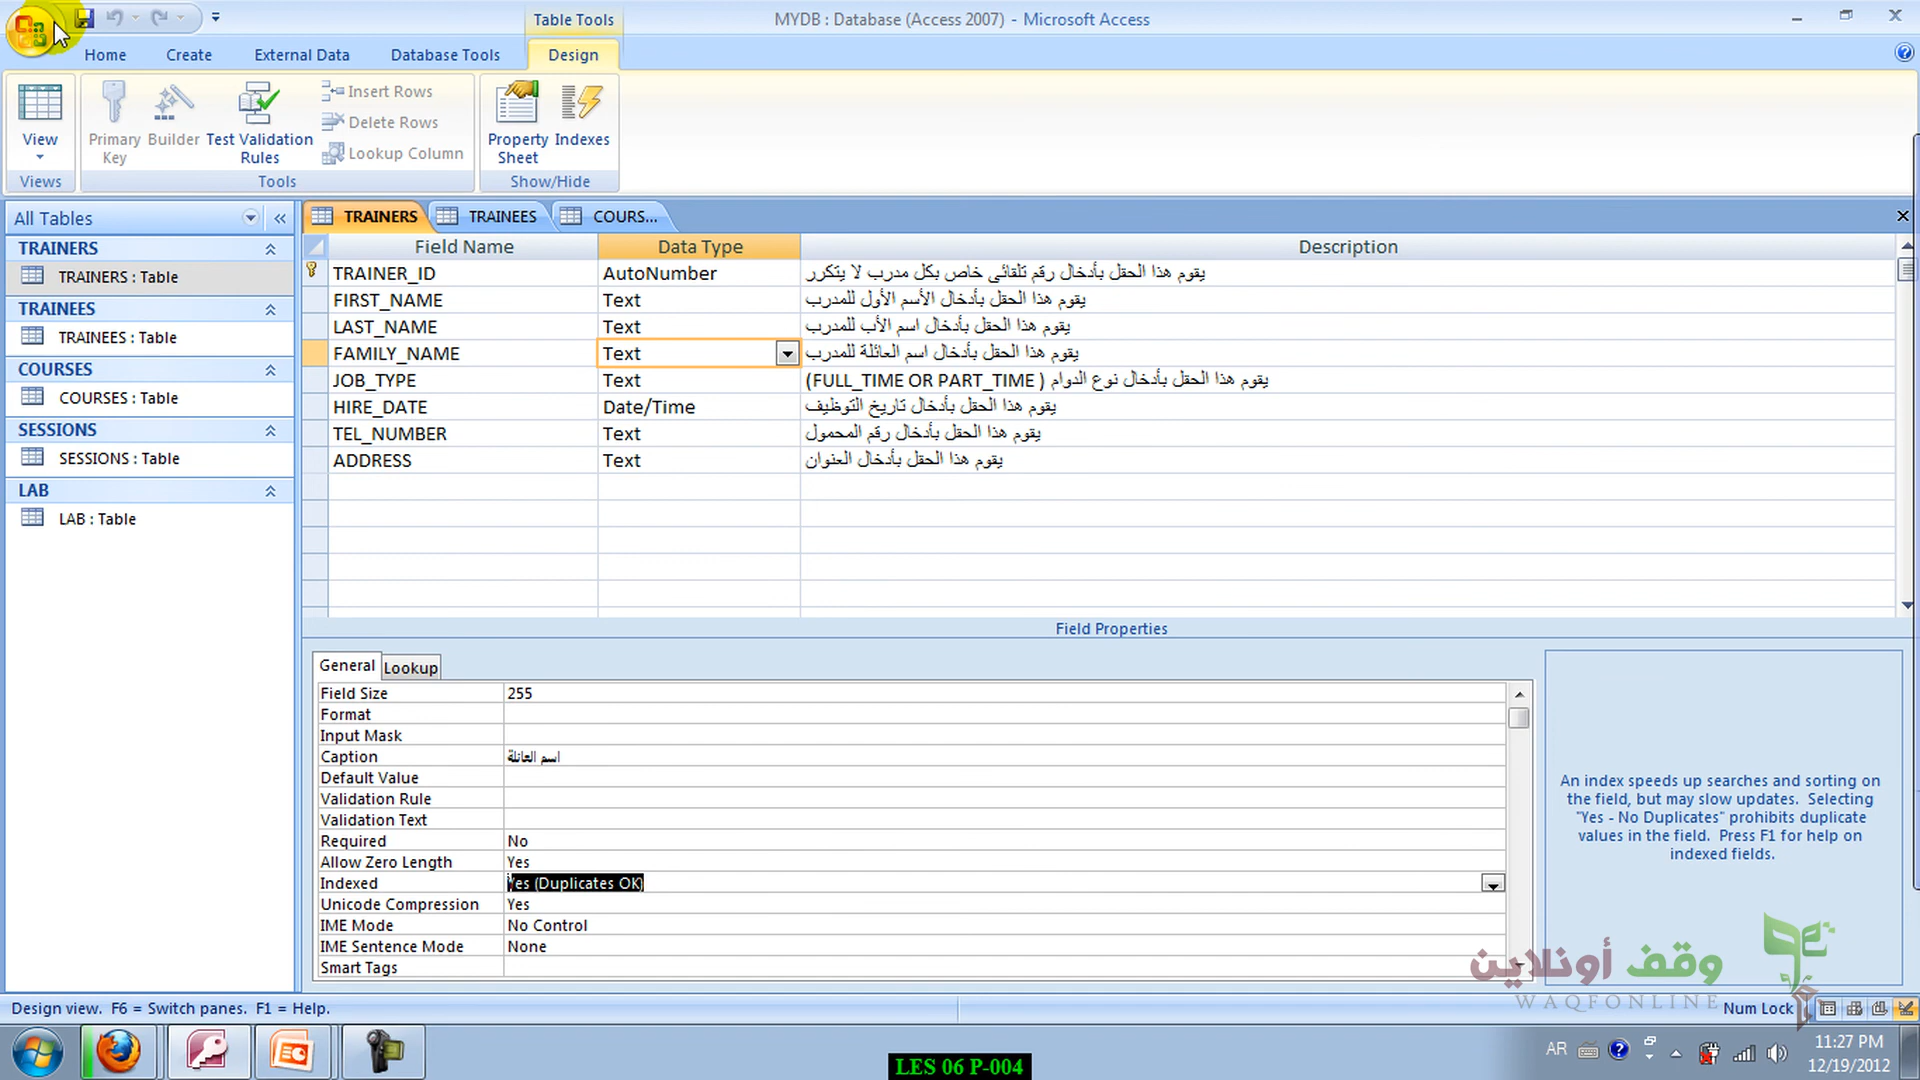 Table Tools
MYDB : Database (Access 2007) - Microsoft Access
Home Create External Data Database Tools Design
View
Primary Key
Builder
Test Validation Rules
Insert Rows
Delete Rows
Lookup Column
Property Sheet
Indexes
Views Tools Show/Hide
All Tables
TRAINERS
TRAINERS : Table
TRAINEES
TRAINEES : Table
COURSES
COURSES : Table
SESSIONS
SESSIONS : Table
LAB
LAB : Table
TRAINERS TRAINEES COURS...
Field Name Data Type Description
TRAINER_ID AutoNumber يقوم هذا الحقل بأدخال رقم تلقائى خاص بكل مدرب لا يتكرر
FIRST_NAME Text يقوم هذا الحقل بأدخال الأسم الأول للمدرب
LAST_NAME Text يقوم هذا الحقل بأدخال اسم الأب للمدرب
FAMILY_NAME Text يقوم هذا الحقل بأدخال اسم العائلة للمدرب
JOB_TYPE Text يقوم هذا الحقل بأدخال نوع الدوام ( FULL_TIME OR PART_TIME)
HIRE_DATE Date/Time يقوم هذا الحقل بأدخال تاريخ التوظيف
TEL_NUMBER Text يقوم هذا الحقل بأدخال رقم المحمول
ADDRESS Text يقوم هذا الحقل بأدخال العنوان
Field Properties
General Lookup
Field Size 255
Format
Input Mask
Caption اسم العائلة
Default Value
Validation Rule
Validation Text
Required No
Allow Zero Length Yes
Indexed Yes (Duplicates OK)
Unicode Compression Yes
IME Mode No Control
IME Sentence Mode None
Smart Tags
An index speeds up searches and sorting on
the field, but may slow updates. Selecting
"Yes - No Duplicates" prohibits duplicate
values in the field. Press F1 for help on
indexed fields.
وقف أونلاين
WAQFONLINE
Design view. F6 = Switch panes. F1 = Help.
Num Lock
AR
11:27 PM
12/19/2012
LES 06 P-004